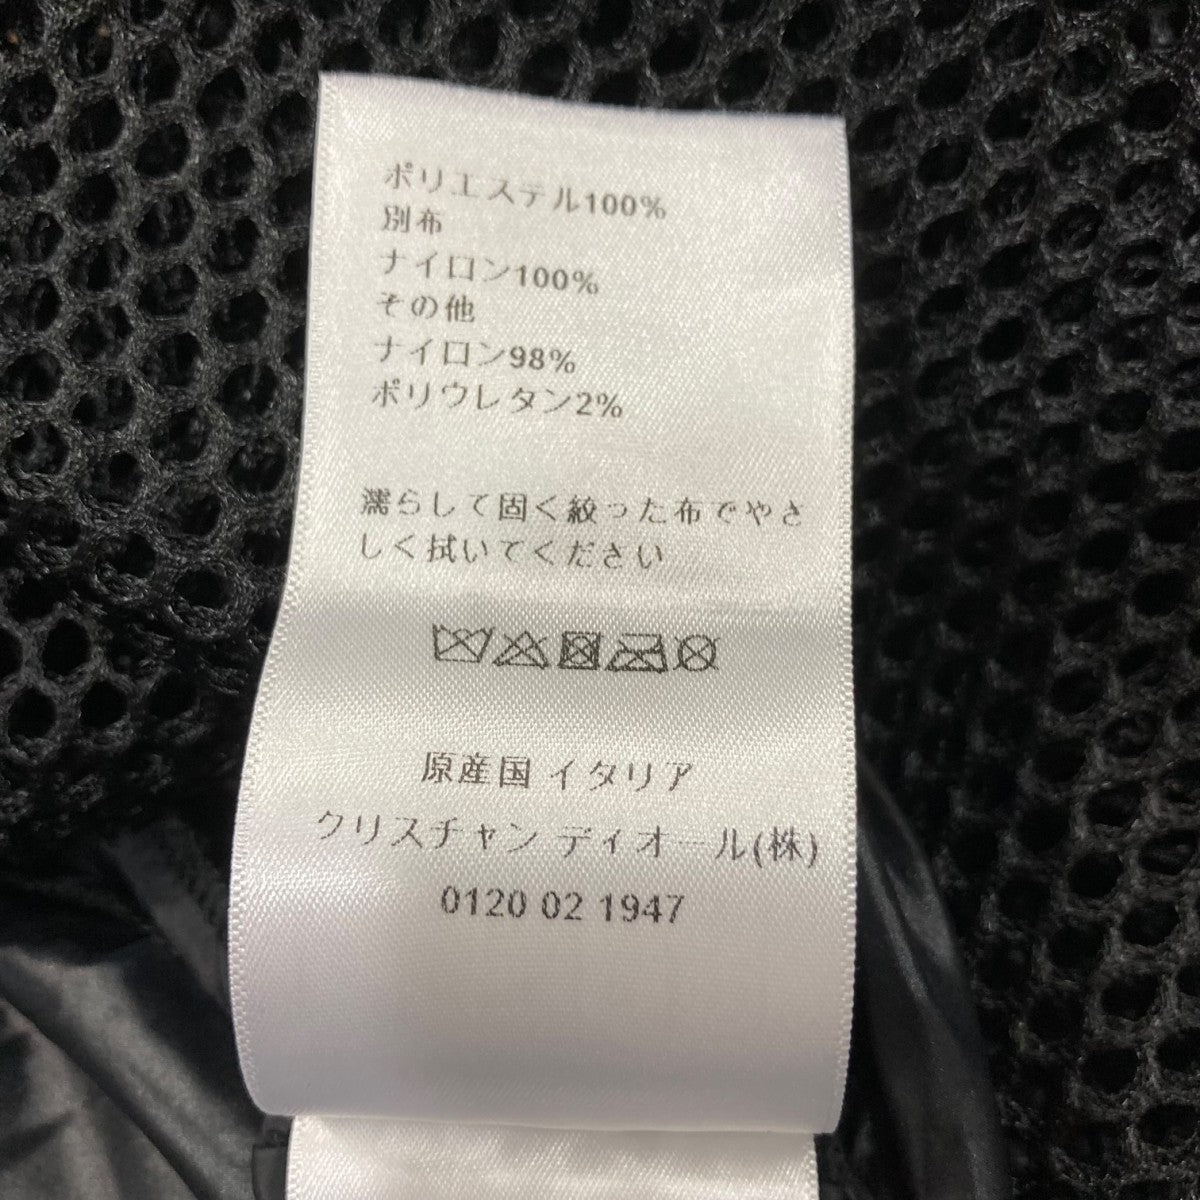 ポリエステル100%
別布
ナイロン100%
その他
ナイロン98%
ポリウレタン2%
濡らして固く絞った布でやさ
しく拭いてください
原産国 イタリア
クリスチャン ディオール(株)
0120 02 1947